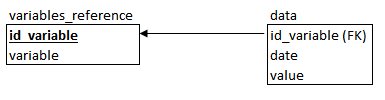 variables_reference
id_variable
variable
data
id_variable (FK)
date
value